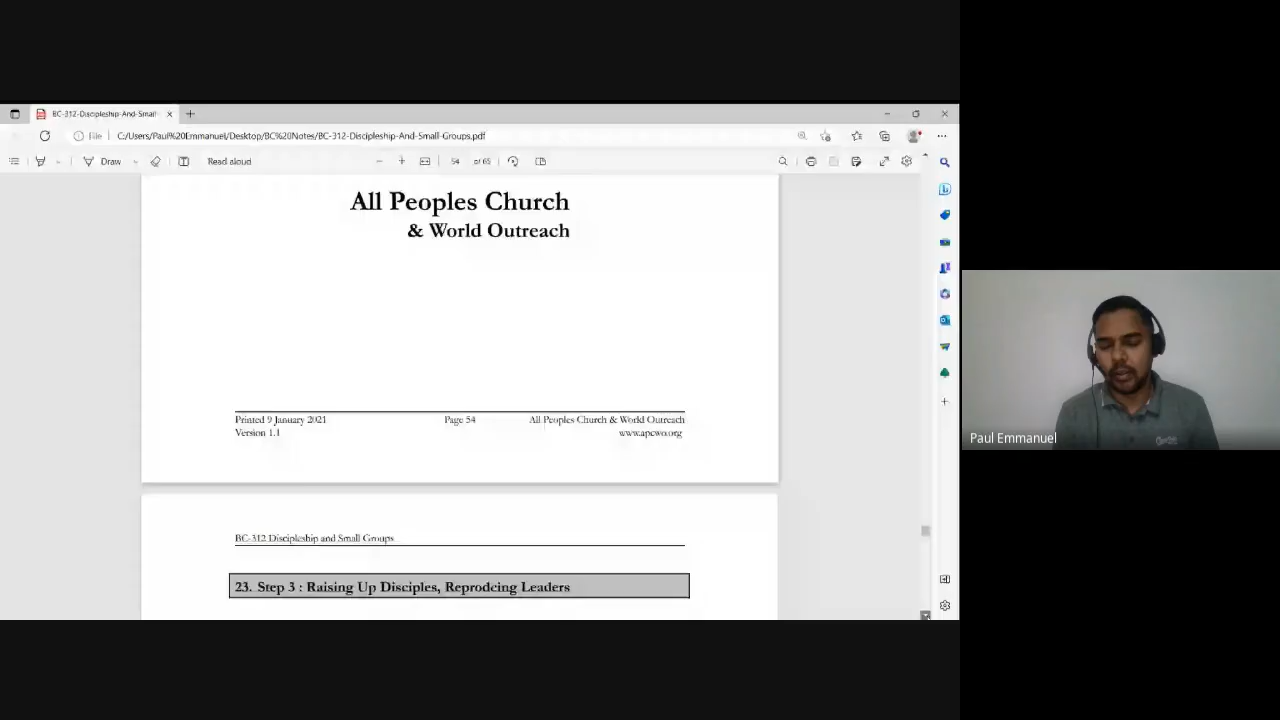 BC-312-Discipleship-And-Small-
File
C:/Users/Paul%20Emmanuel/Desktop/BC%20Notes/BC-312-Discipleship-And-Small-Groups.pdf
Draw
Read aloud
54
of 65
All Peoples Church
& World Outreach
Printed 9 January 2021
Page 54
All Peoples Church & World Outreach
Version 1.1
www.apcwo.org
BC-312 Discipleship and Small Groups
23. Step 3 : Raising Up Disciples, Reprodcing Leaders
Paul Emmanuel